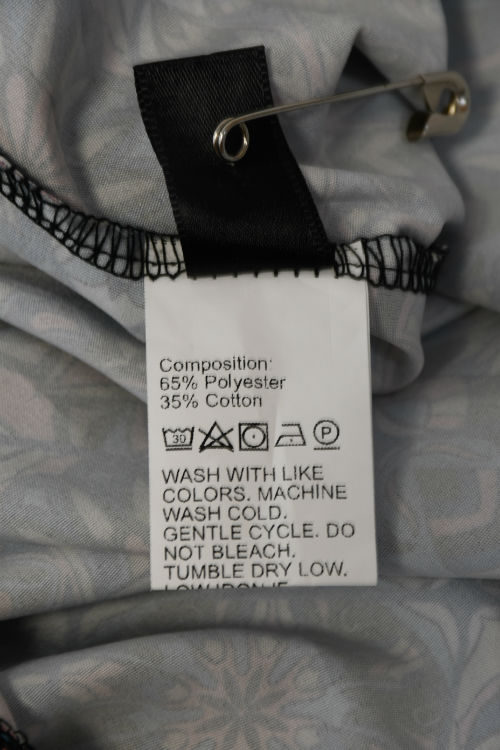 Composition:
65% Polyester
35% Cotton
30 P
WASH WITH LIKE
COLORS. MACHINE
WASH COLD.
GENTLE CYCLE. DO
NOT BLEACH.
TUMBLE DRY LOW.